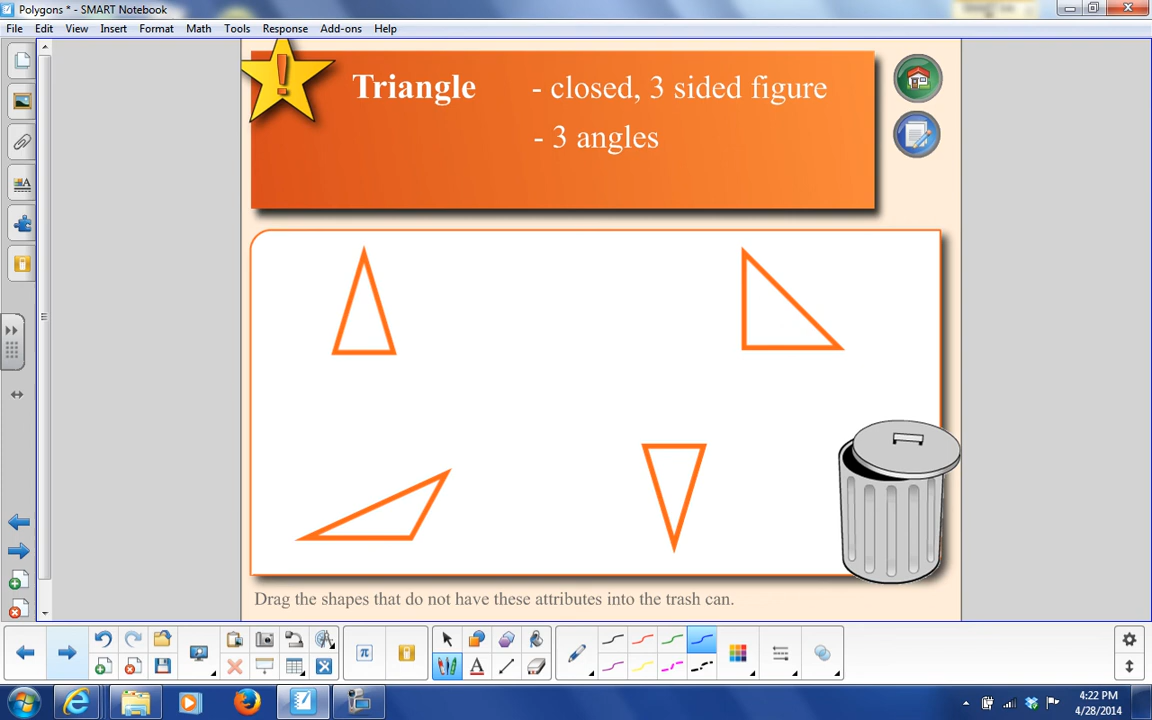 Polygons * - SMART Notebook
File Edit View Insert Format Math Tools Response Add-ons Help
!
Triangle - closed, 3 sided figure
- 3 angles
Drag the shapes that do not have these attributes into the trash can.
π
A
4:22 PM
4/28/2014